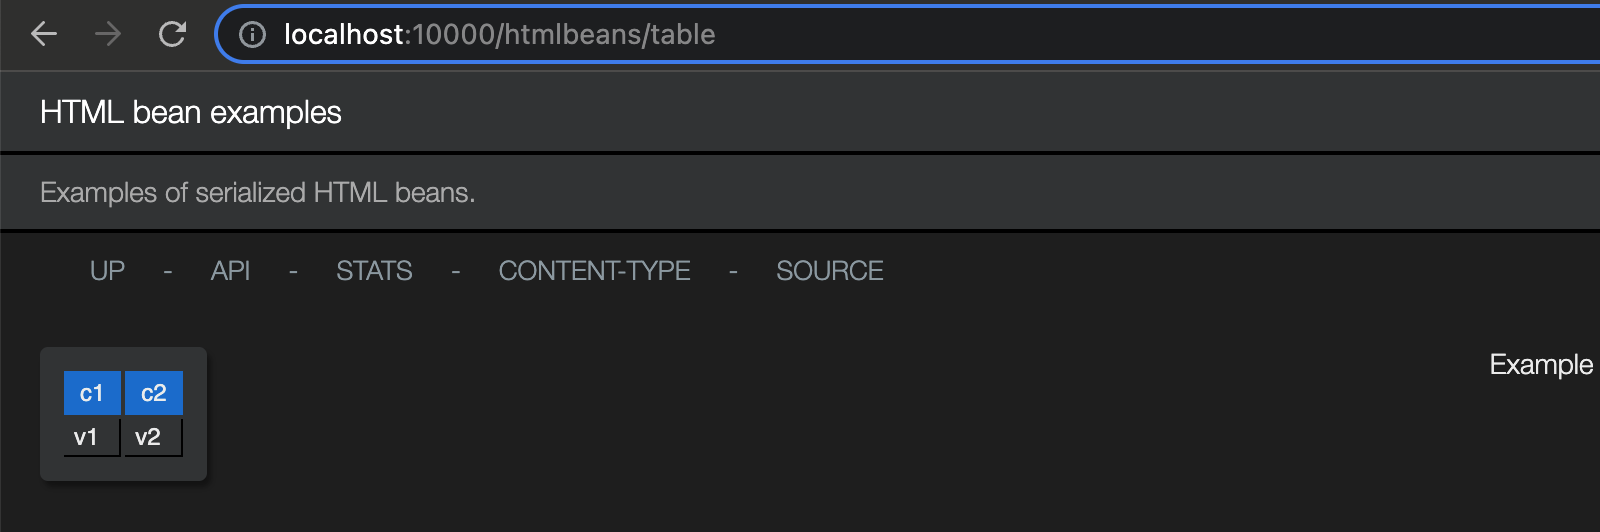 localhost:10000/htmlbeans/table
HTML bean examples
Examples of serialized HTML beans.
UP - API - STATS - CONTENT-TYPE - SOURCE
c1 c2
v1 v2
Example